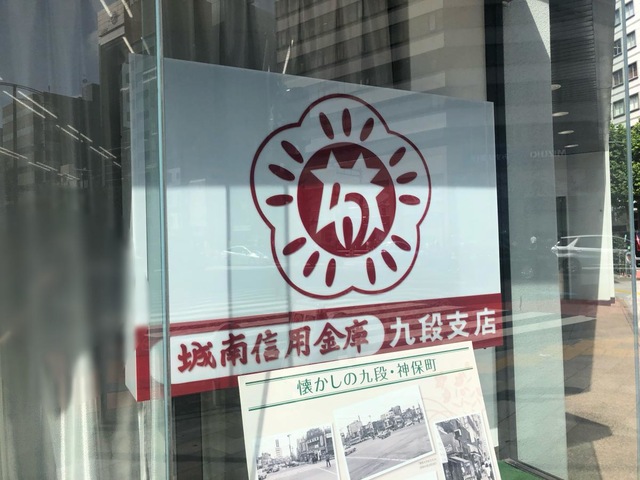 城南信用金庫 九段支店
懐かしの九段・神保町